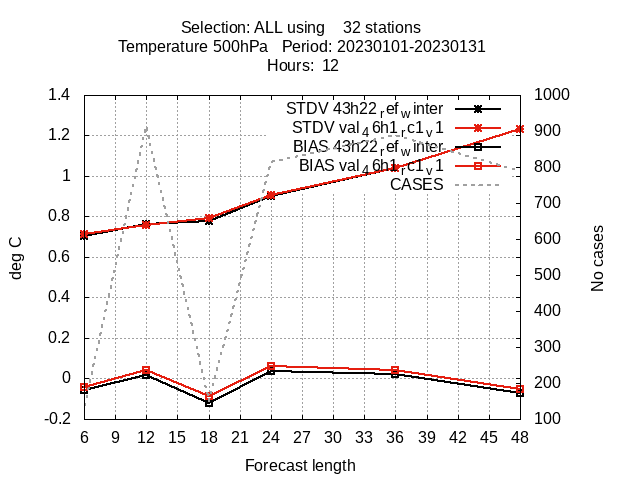 Selection: ALL using    32 stations
Temperature 500hPa   Period: 20230101-20230131
Hours:  12
1.4
1.2
1
0.8
0.6
0.4
0.2
0
-0.2
deg C
STDV 43h22_ref_winter
STDV val_46h1_rc1_v1
BIAS 43h22_ref_winter
BIAS val_46h1_rc1_v1
CASES
1000
900
800
700
600
500
400
300
200
100
No cases
6 9 12 15 18 21 24 27 30 33 36 39 42 45 48
Forecast length